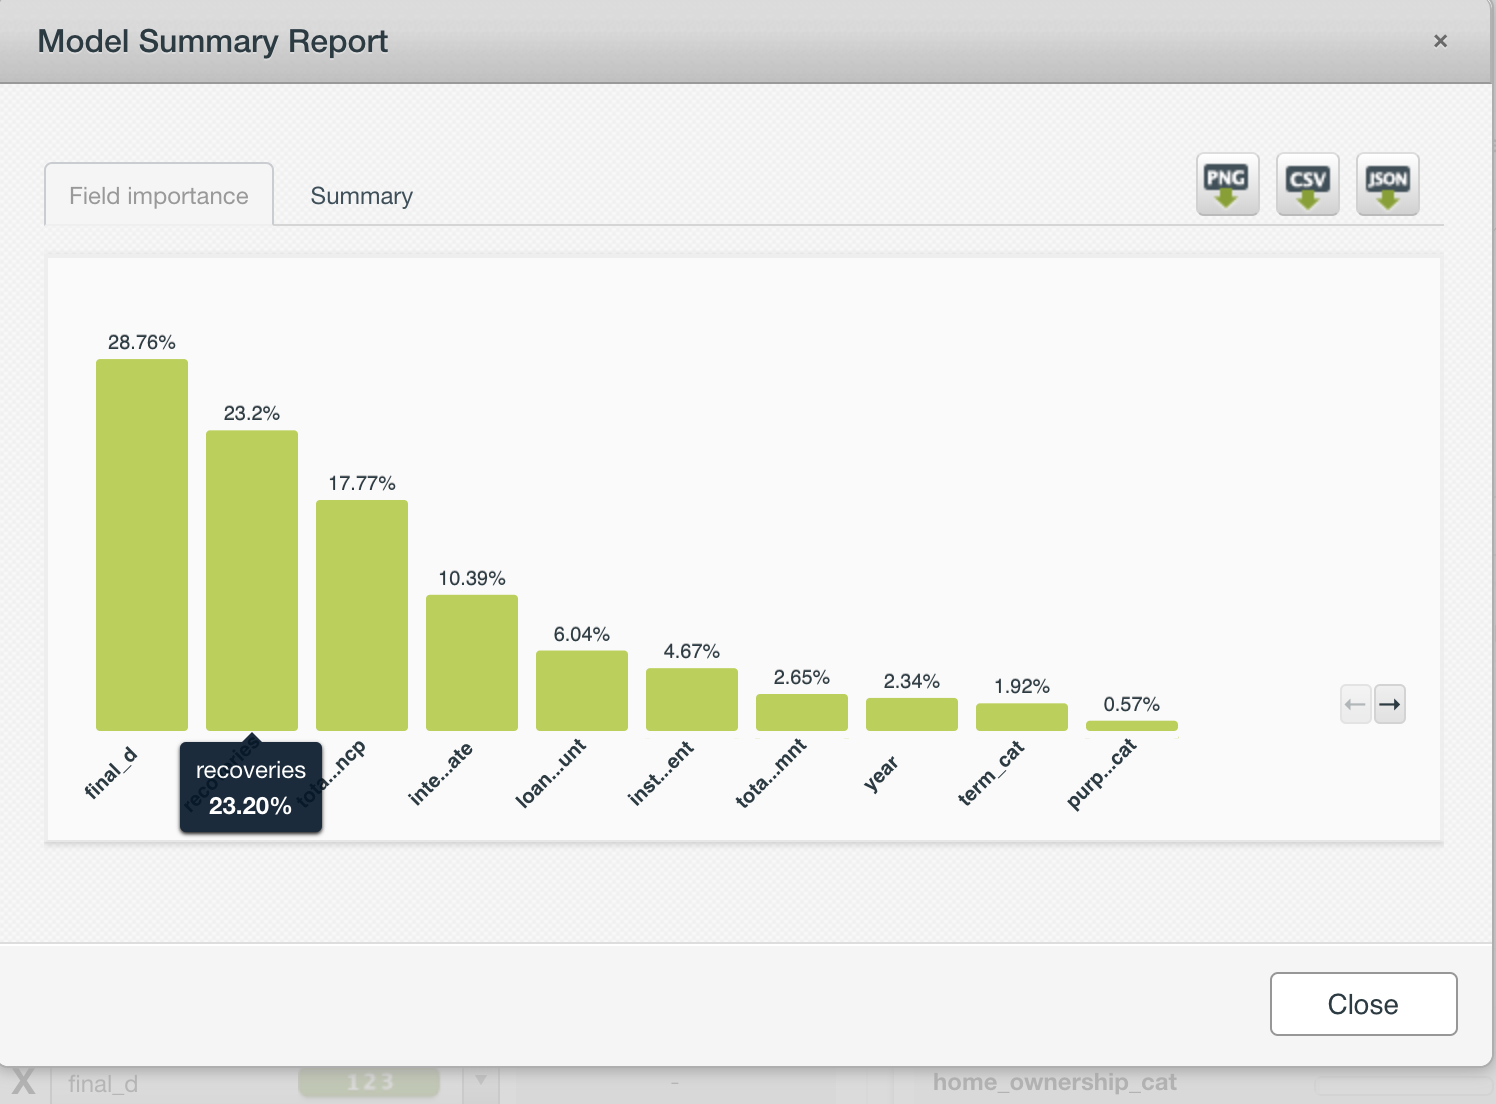 Model Summary Report
×
Field importance
Summary
PNG
CSV
JSON
28.76%
23.2%
17.77%
10.39%
6.04%
4.67%
2.65%
2.34%
1.92%
0.57%
←
→
final_d
recoveries
tota...ncp
inte...ate
loan...unt
inst...ent
tota...mnt
year
term_cat
purp...cat
recoveries
23.20%
Close
X
final_d
123
-
home_ownership_cat